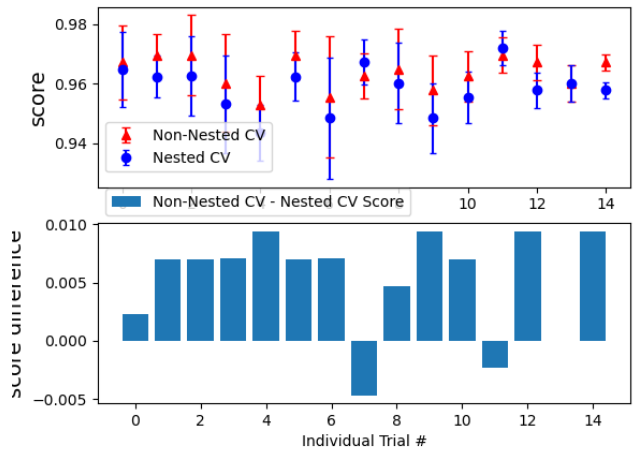 0.98
0.96
0.94
score
Non-Nested CV
Nested CV
10 12 14
Non-Nested CV - Nested CV Score
0.010
0.005
0.000
−0.005
score difference
0 2 4 6 8 10 12 14
Individual Trial #